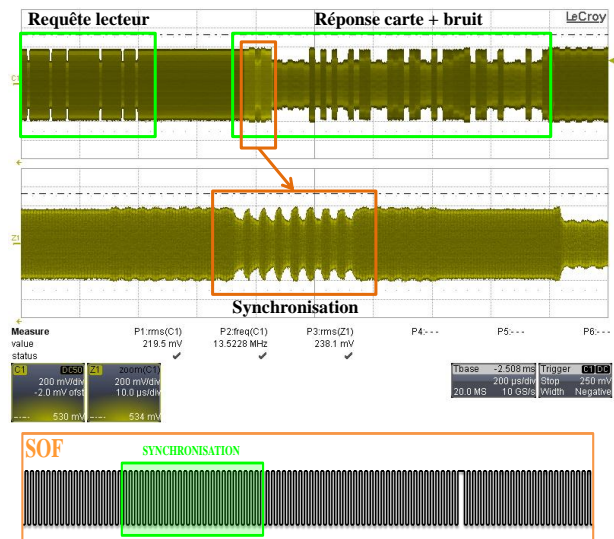 Requête lecteur
Réponse carte + bruit
LeCroy
C1
Z1
Synchronisation
Measure P1:rms(C1) P2:freq(C1) P3:rms(Z1) P4:- - - P5:- - - P6:- - -
value 219.5 mV 13.5228 MHz 238.1 mV
status ✔ ✔ ✔
C1 DC50
200 mV/div
-2.0 mV ofst
530 mV
Z1 zoom(C1)
200 mV/div
10.0 µs/div
534 mV
Tbase -2.508 ms
200 µs/div
20.0 MS 10 GS/s
Trigger C1 DC
Stop 250 mV
Width Negative
SOF
SYNCHRONISATION